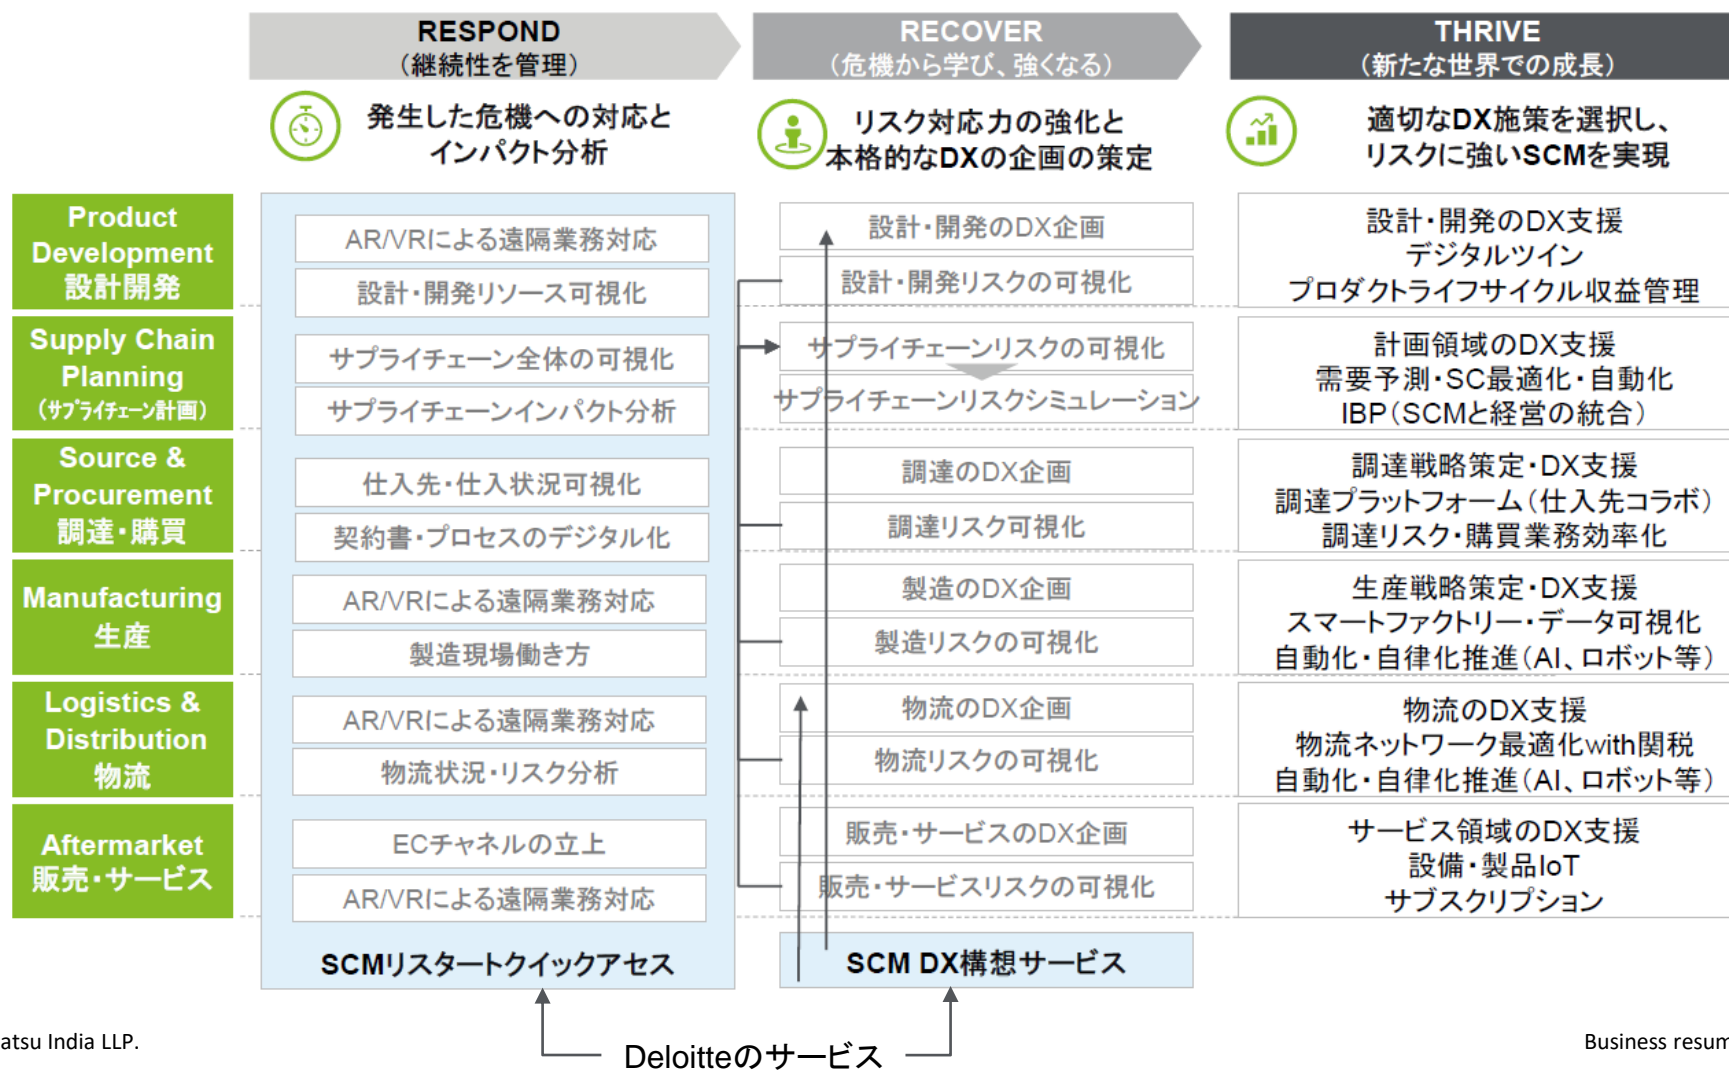 RESPOND
（継続性を管理）
RECOVER
（危機から学び、強くなる）
THRIVE
（新たな世界での成長）
発生した危機への対応と
インパクト分析
リスク対応力の強化と
本格的なDXの企画の策定
適切なDX施策を選択し、
リスクに強いSCMを実現
Product
Development
設計開発
AR/VRによる遠隔業務対応
設計・開発リソース可視化
設計・開発のDX企画
設計・開発リスクの可視化
設計・開発のDX支援
デジタルツイン
プロダクトライフサイクル収益管理
Supply Chain
Planning
（ｻﾌﾟﾗｲﾁｪｰﾝ計画）
サプライチェーン全体の可視化
サプライチェーンインパクト分析
サプライチェーンリスクの可視化
サプライチェーンリスクシミュレーション
計画領域のDX支援
需要予測・SC最適化・自動化
IBP（SCMと経営の統合）
Source &
Procurement
調達・購買
仕入先・仕入状況可視化
契約書・プロセスのデジタル化
調達のDX企画
調達リスク可視化
調達戦略策定・DX支援
調達プラットフォーム（仕入先コラボ）
調達リスク・購買業務効率化
Manufacturing
生産
AR/VRによる遠隔業務対応
製造現場働き方
製造のDX企画
製造リスクの可視化
生産戦略策定・DX支援
スマートファクトリー・データ可視化
自動化・自律化推進（AI、ロボット等）
Logistics &
Distribution
物流
AR/VRによる遠隔業務対応
物流状況・リスク分析
物流のDX企画
物流リスクの可視化
物流のDX支援
物流ネットワーク最適化with関税
自動化・自律化推進（AI、ロボット等）
Aftermarket
販売・サービス
ECチャネルの立上
AR/VRによる遠隔業務対応
販売・サービスのDX企画
販売・サービスリスクの可視化
サービス領域のDX支援
設備・製品IoT
サブスクリプション
SCMリスタートクイックアセス
SCM DX構想サービス
atsu India LLP.
Deloitteのサービス
Business resum